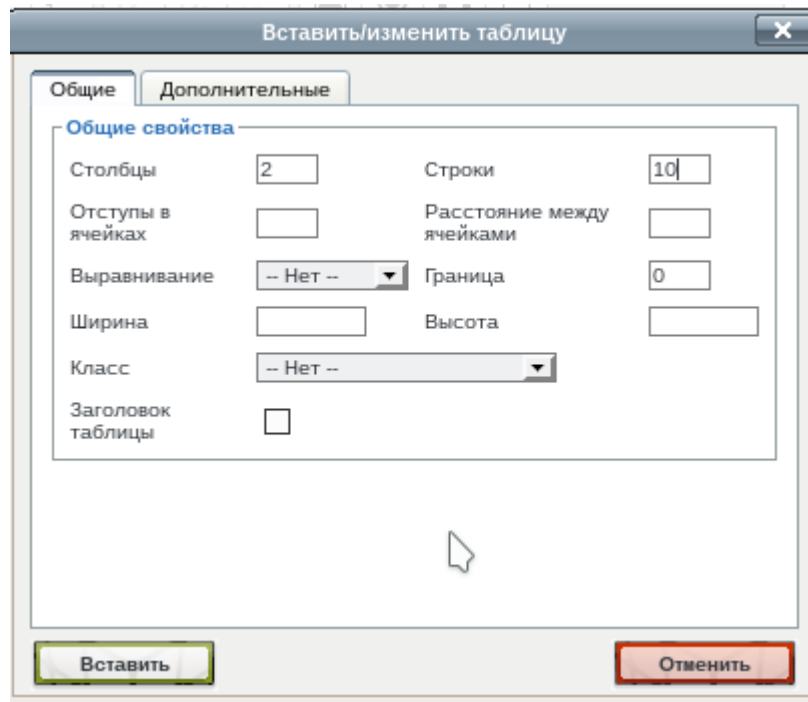 Вставить/изменить таблицу
Общие Дополнительные
Общие свойства
Столбцы 2 Строки 10
Отступы в ячейках Расстояние между ячейками
Выравнивание -- Нет -- Граница 0
Ширина Высота
Класс -- Нет --
Заголовок
таблицы
Вставить Отменить